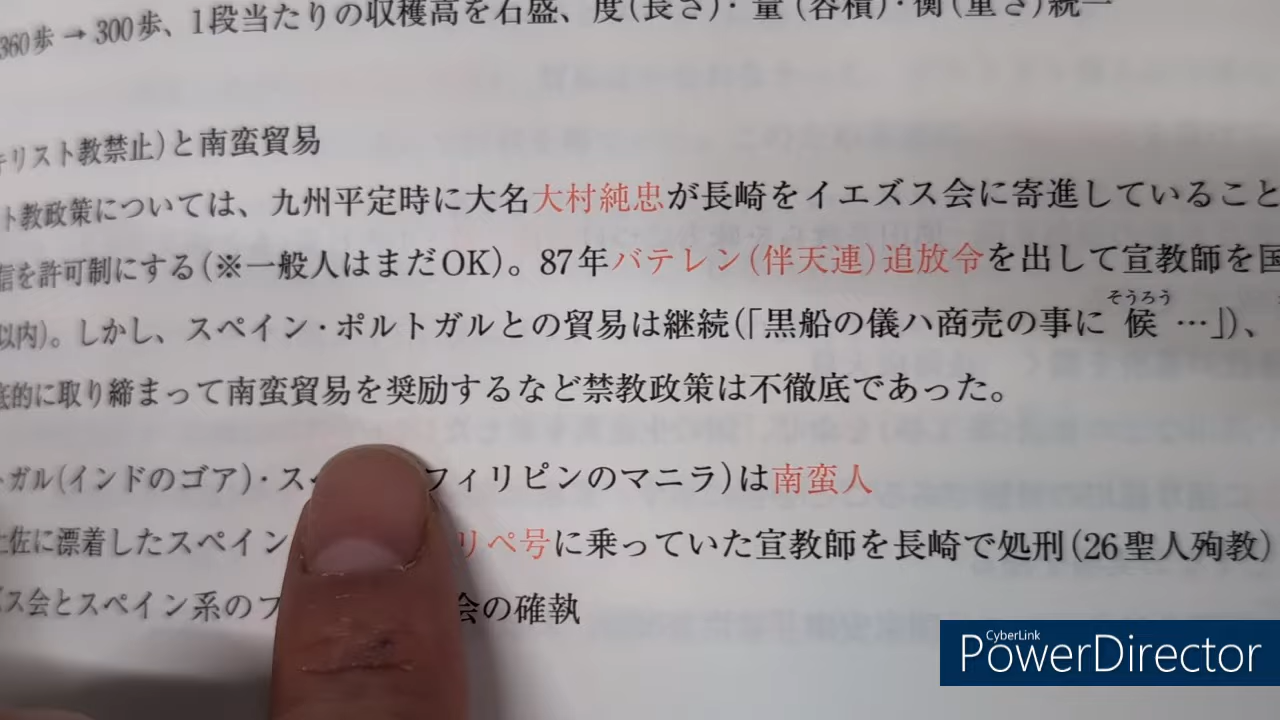 360歩→300歩、1段当たりの収穫高を石盛、度(長さ)・量(容積)・衡(重さ)統一
キリスト教禁止)と南蛮貿易
ト教政策については、九州平定時に大名大村純忠が長崎をイエズス会に寄進していること
信を許可制にする(※一般人はまだOK)。87年バテレン(伴天連)追放令を出して宣教師を国
そうろう
以内)。しかし、スペイン・ポルトガルとの貿易は継続(「黒船の儀ハ商売の事に候…」)、
底的に取り締まって南蛮貿易を奨励するなど禁教政策は不徹底であった。
ガル(インドのゴア)・ス フィリピンのマニラ)は南蛮人
土佐に漂着したスペイン リペ号に乗っていた宣教師を長崎で処刑(26聖人殉教)
ズス会とスペイン系のフ 会の確執
CyberLink
PowerDirector